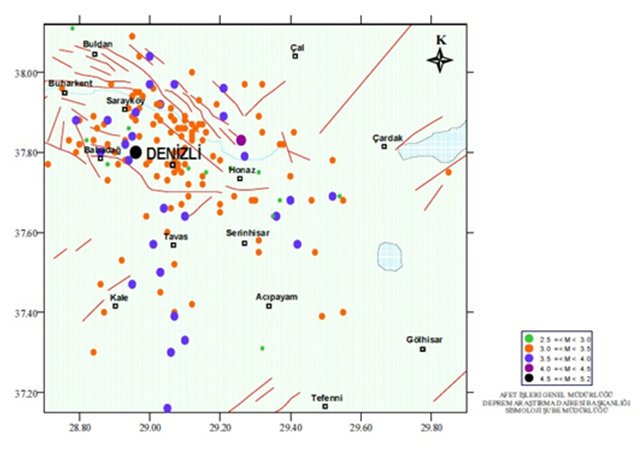 K
Buldan
Çal
38.00
Buharkent
Sarayköy
Çardak
37.80
Babadağ
DENİZLİ
Honaz
37.60
Tavas
Serinhisar
37.40
Kale
Acıpayam
Gölhisar
37.20
Tefenni
28.80 29.00 29.20 29.40 29.60 29.80
2.5 =< M < 3.0
3.0 =< M < 3.5
3.5 =< M < 4.0
4.0 =< M < 4.5
4.5 =< M < 5.2
AFET İŞLERİ GENEL MÜDÜRLÜĞÜ
DEPREM ARAŞTIRMA DAİRESİ BAŞKANLIĞI
SİSMOLOJİ ŞUBE MÜDÜRLÜĞÜ